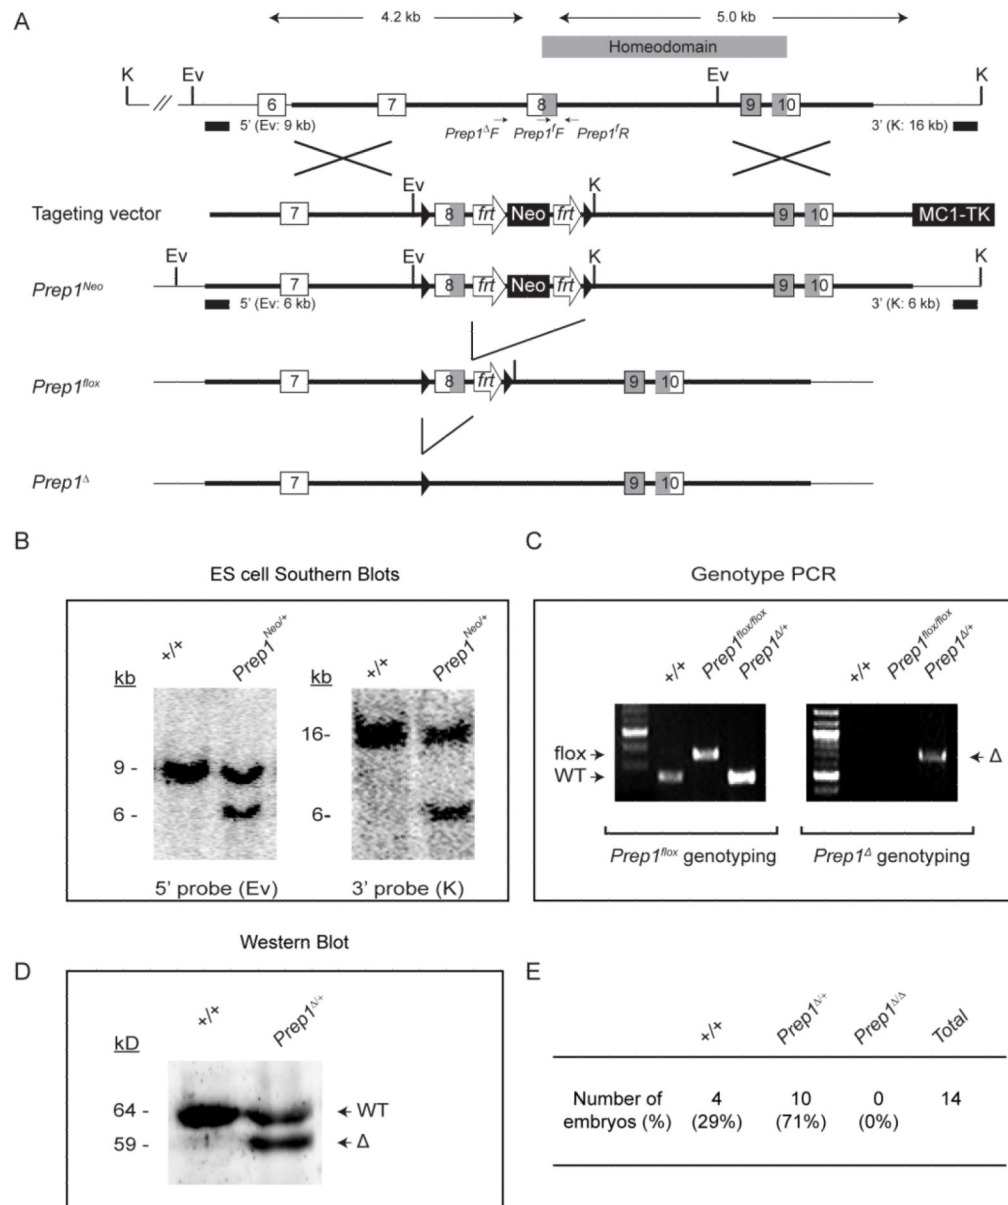 A
4.2 kb 5.0 kb
Homeodomain
K Ev Ev K
6 7 8 9 10
5' (Ev: 9 kb) Prep1ΔF Prep1fF Prep1fR 3' (K: 16 kb)
Ev K
Tageting vector 7 8 frt Neo frt 9 10 MC1-TK
Ev Ev K K
Prep1Neo 7 8 frt Neo frt 9 10
5' (Ev: 6 kb) 3' (K: 6 kb)
Prep1flox 7 8 frt 9 10
Prep1Δ 7 9 10
B
ES cell Southern Blots
+/+ Prep1Neo/+ +/+ Prep1Neo/+
kb kb
16-
9 -
6 - 6-
5' probe (Ev) 3' probe (K)
C
Genotype PCR
+/+ Prep1flox/flox Prep1Δ/+ +/+ Prep1flox/flox Prep1Δ/+
flox
WT
Δ
Prep1flox genotyping Prep1Δ genotyping
D
Western Blot
+/+ Prep1Δ/+
kD
64 - WT
59 - Δ
E
+/+ Prep1Δ/+ Prep1Δ/Δ Total
Number of 4 10 0 14
embryos (%) (29%) (71%) (0%)